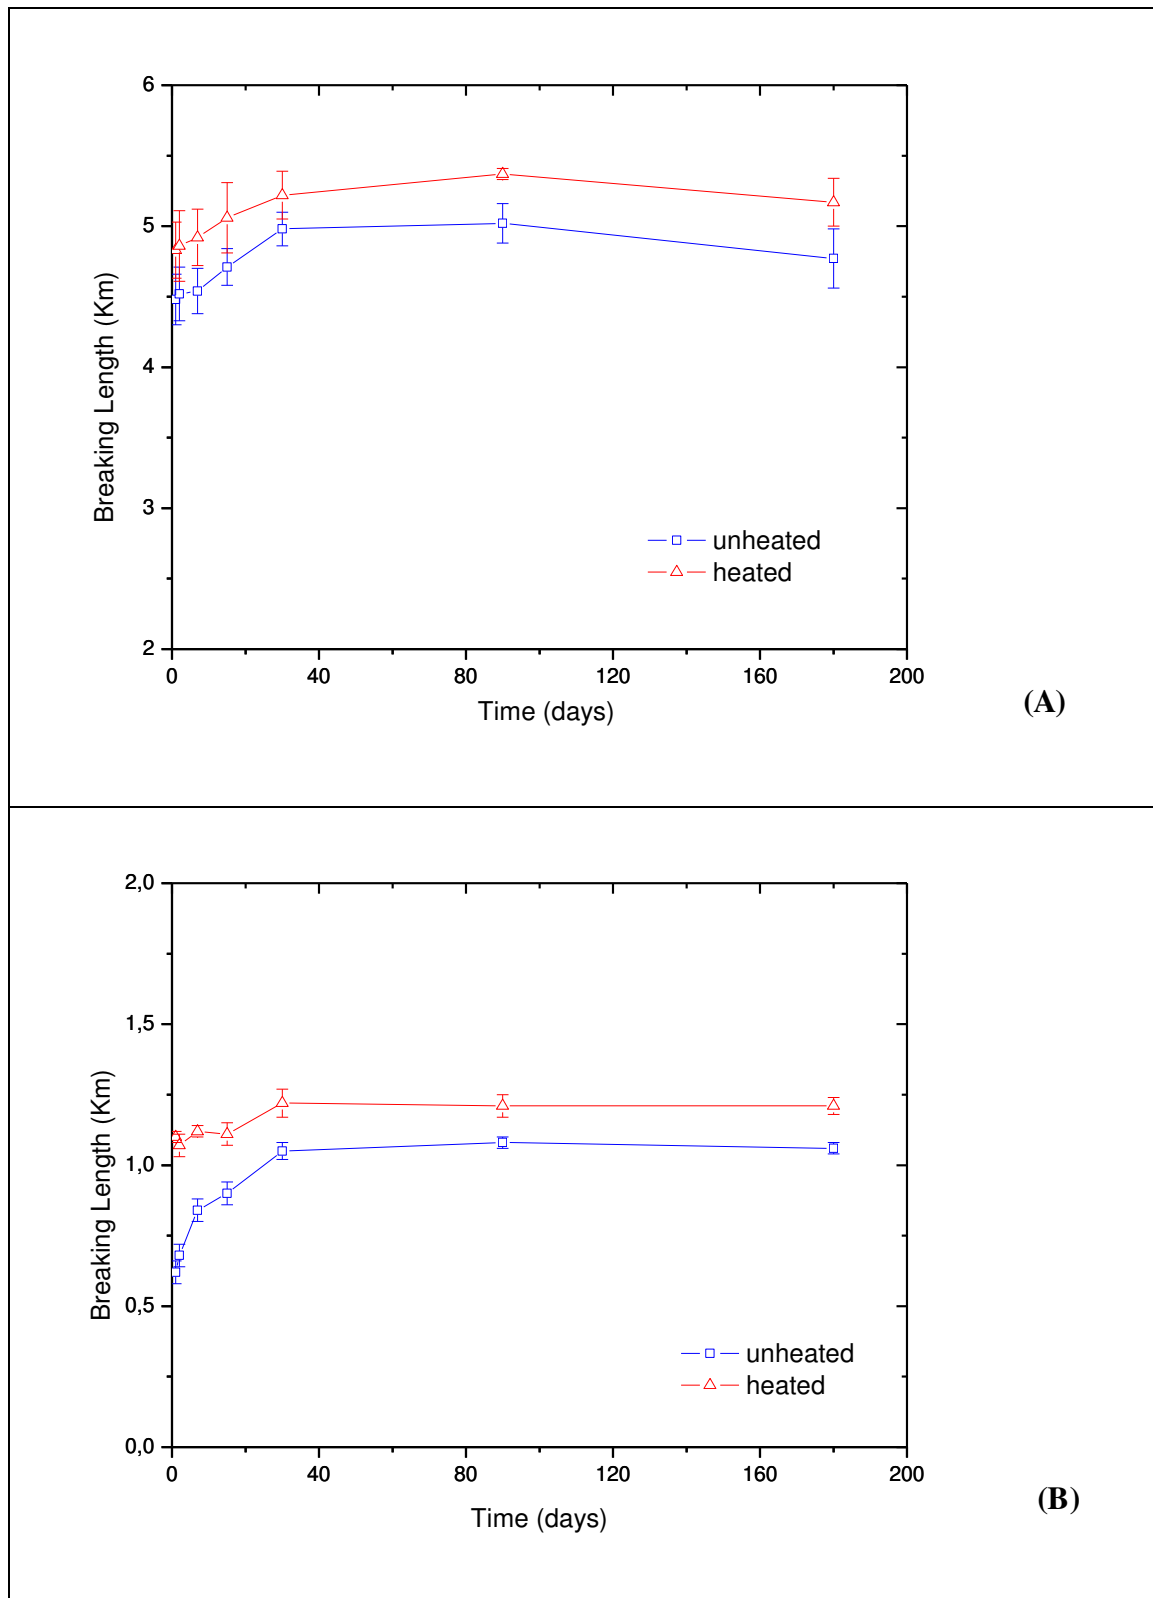 6
5
4
3
2
Breaking Length (Km)
unheated
heated
0 40 80 120 160 200
Time (days)
(A)
2,0
1,5
1,0
0,5
0,0
Breaking Length (Km)
unheated
heated
0 40 80 120 160 200
Time (days)
(B)